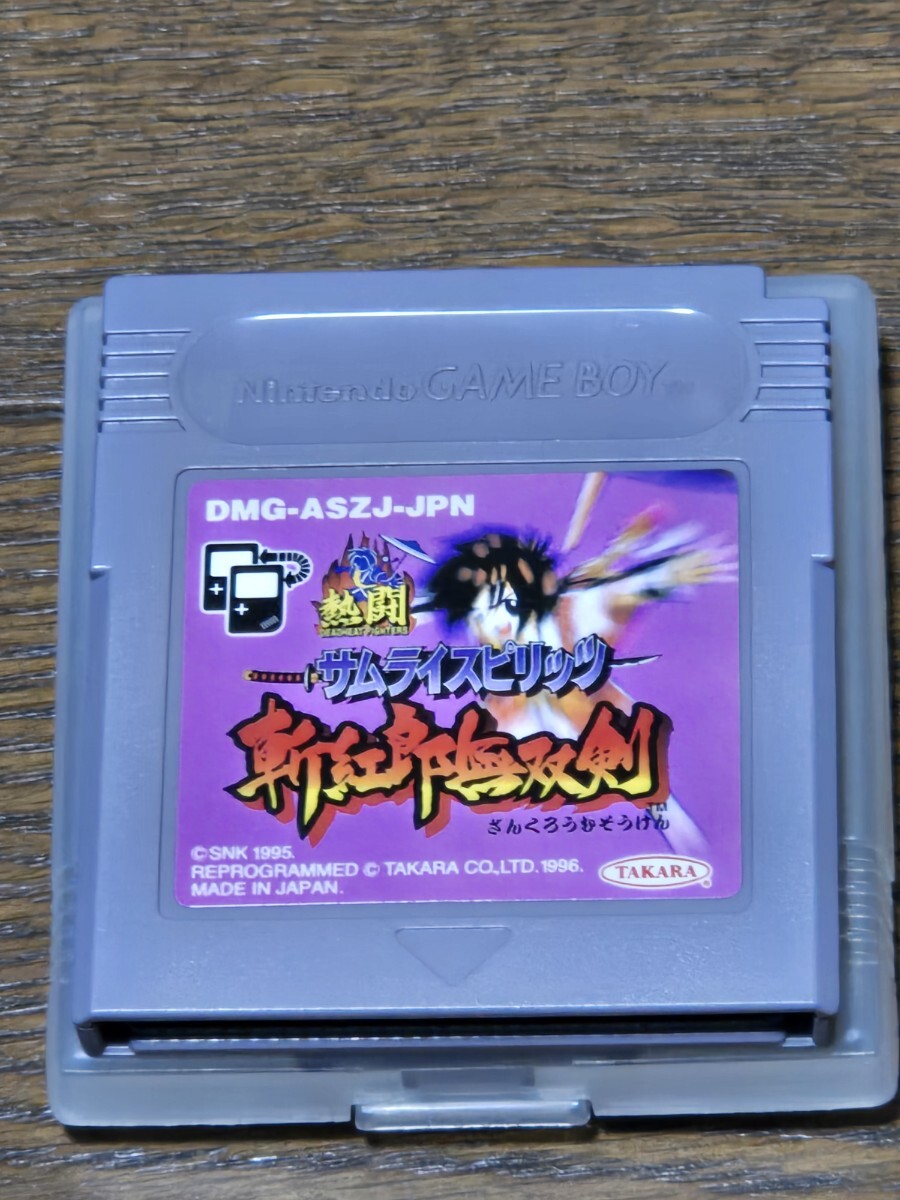 Nintendo GAME BOY TM
DMG-ASZJ-JPN
熱闘
DEADHEAT FIGHTERS
サムライスピリッツ
斬紅郎無双剣
TM
ざんくろうむそうけん
©SNK 1995.
REPROGRAMMED © TAKARA CO.,LTD. 1996.
MADE IN JAPAN.
TAKARA ®